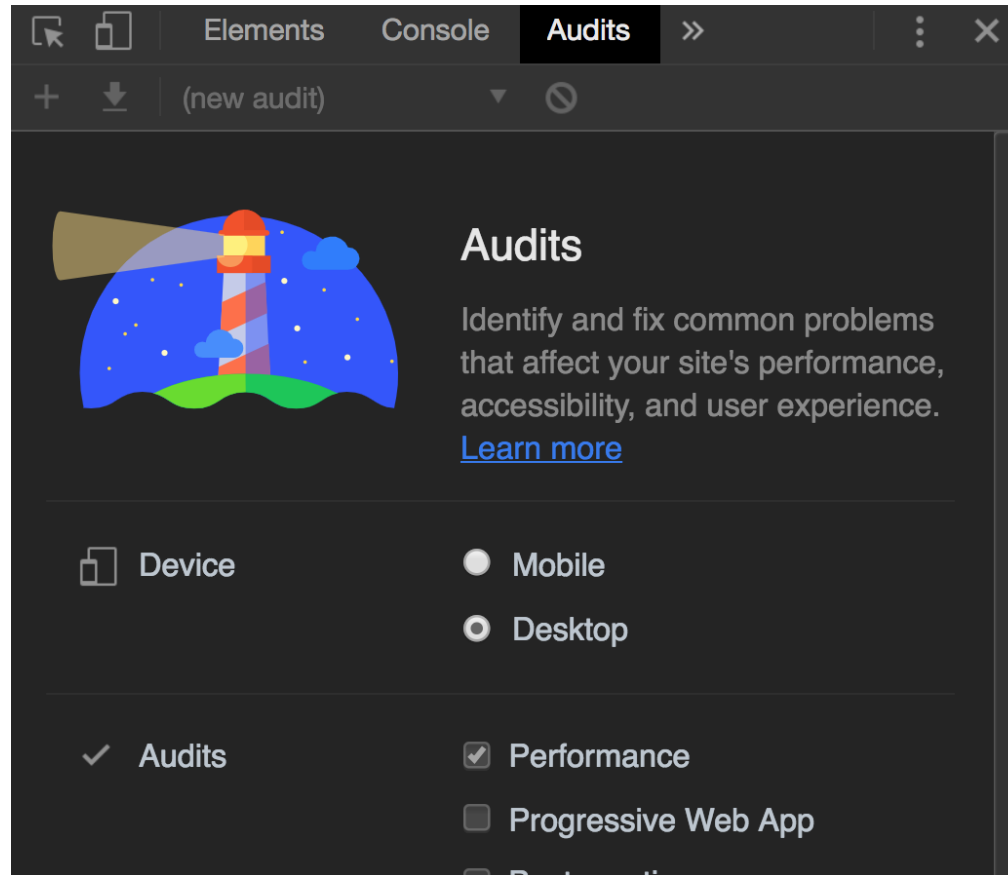 Elements Console Audits
(new audit)
Audits
Identify and fix common problems
that affect your site's performance,
accessibility, and user experience.
Learn more
Device
Mobile
Desktop
Audits
Performance
Progressive Web App